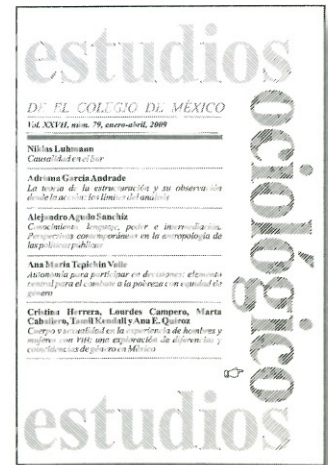 estudios
sociológicos
DE EL COLEGIO DE MÉXICO
Vol. XXVII, núm. 79, enero-abril, 2009
Niklas Luhmann
Causalidad en el Sur
Adriana García Andrade
La teoría de la estructuración y su observación
desde la acción: los límites del análisis
Alejandro Agudo Sanchíz
Conocimiento, lenguaje, poder e intermediación.
Perspectivas contemporáneas en la antropología de
las políticas públicas
Ana María Tepichin Valle
Autonomía para participar en decisiones: elemento
central para el combate a la pobreza con equidad de
género
Cristina Herrera, Lourdes Campero, Marta
Caballero, Tamil Kendall y Ana E. Quiroz
Cuerpo y sexualidad en la experiencia de hombres y
mujeres con VIH: una exploración de diferencias y
coincidencias de género en México
estudios